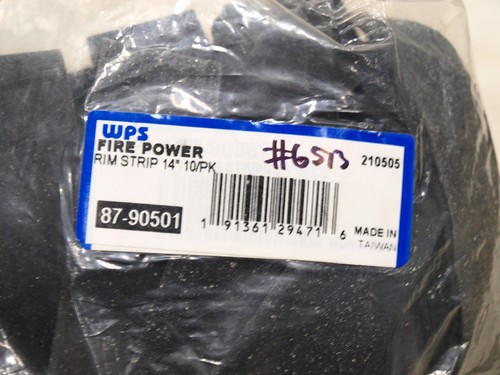 WPS
FIRE POWER
RIM STRIP 14" 10/PK
#65B
210505
87-90501
1 91361 29471 6
MADE IN
TAIWAN